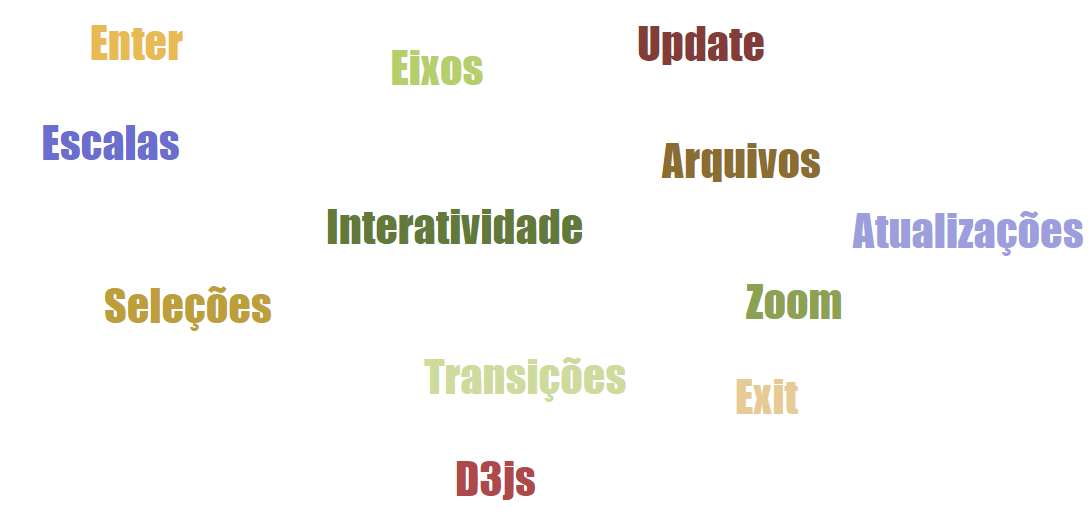 Enter
Eixos
Update
Escalas
Arquivos
Interatividade
Atualizações
Seleções
Zoom
Transições
Exit
D3js